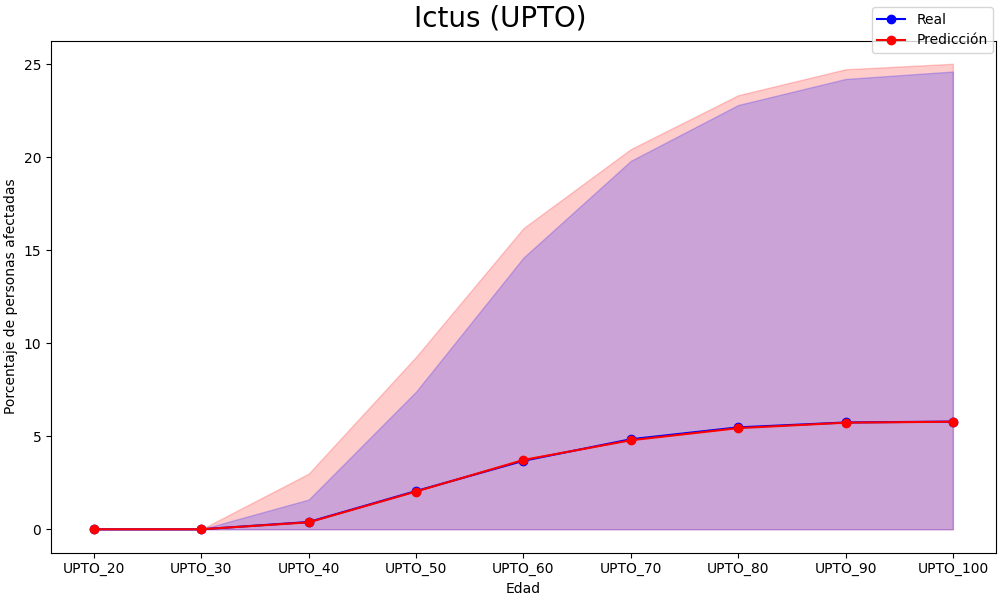 Ictus (UPTO)
Real
Predicción
Porcentaje de personas afectadas
25
20
15
10
5
0
UPTO_20 UPTO_30 UPTO_40 UPTO_50 UPTO_60 UPTO_70 UPTO_80 UPTO_90 UPTO_100
Edad